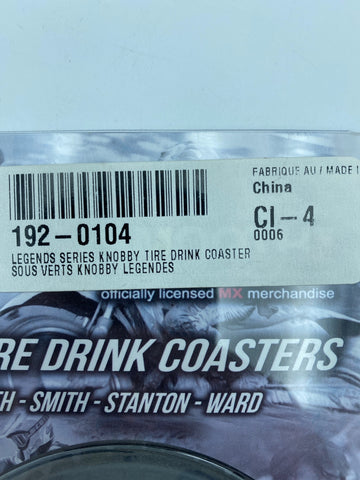 FABRIQUE AU / MADE I
China
CI-4
0006
192-0104
LEGENDS SERIES KNOBBY TIRE DRINK COASTER
SOUS VERTS KNOBBY LEGENDES
officially licensed MX merchandise
RE DRINK COASTERS
TH - SMITH - STANTON - WARD